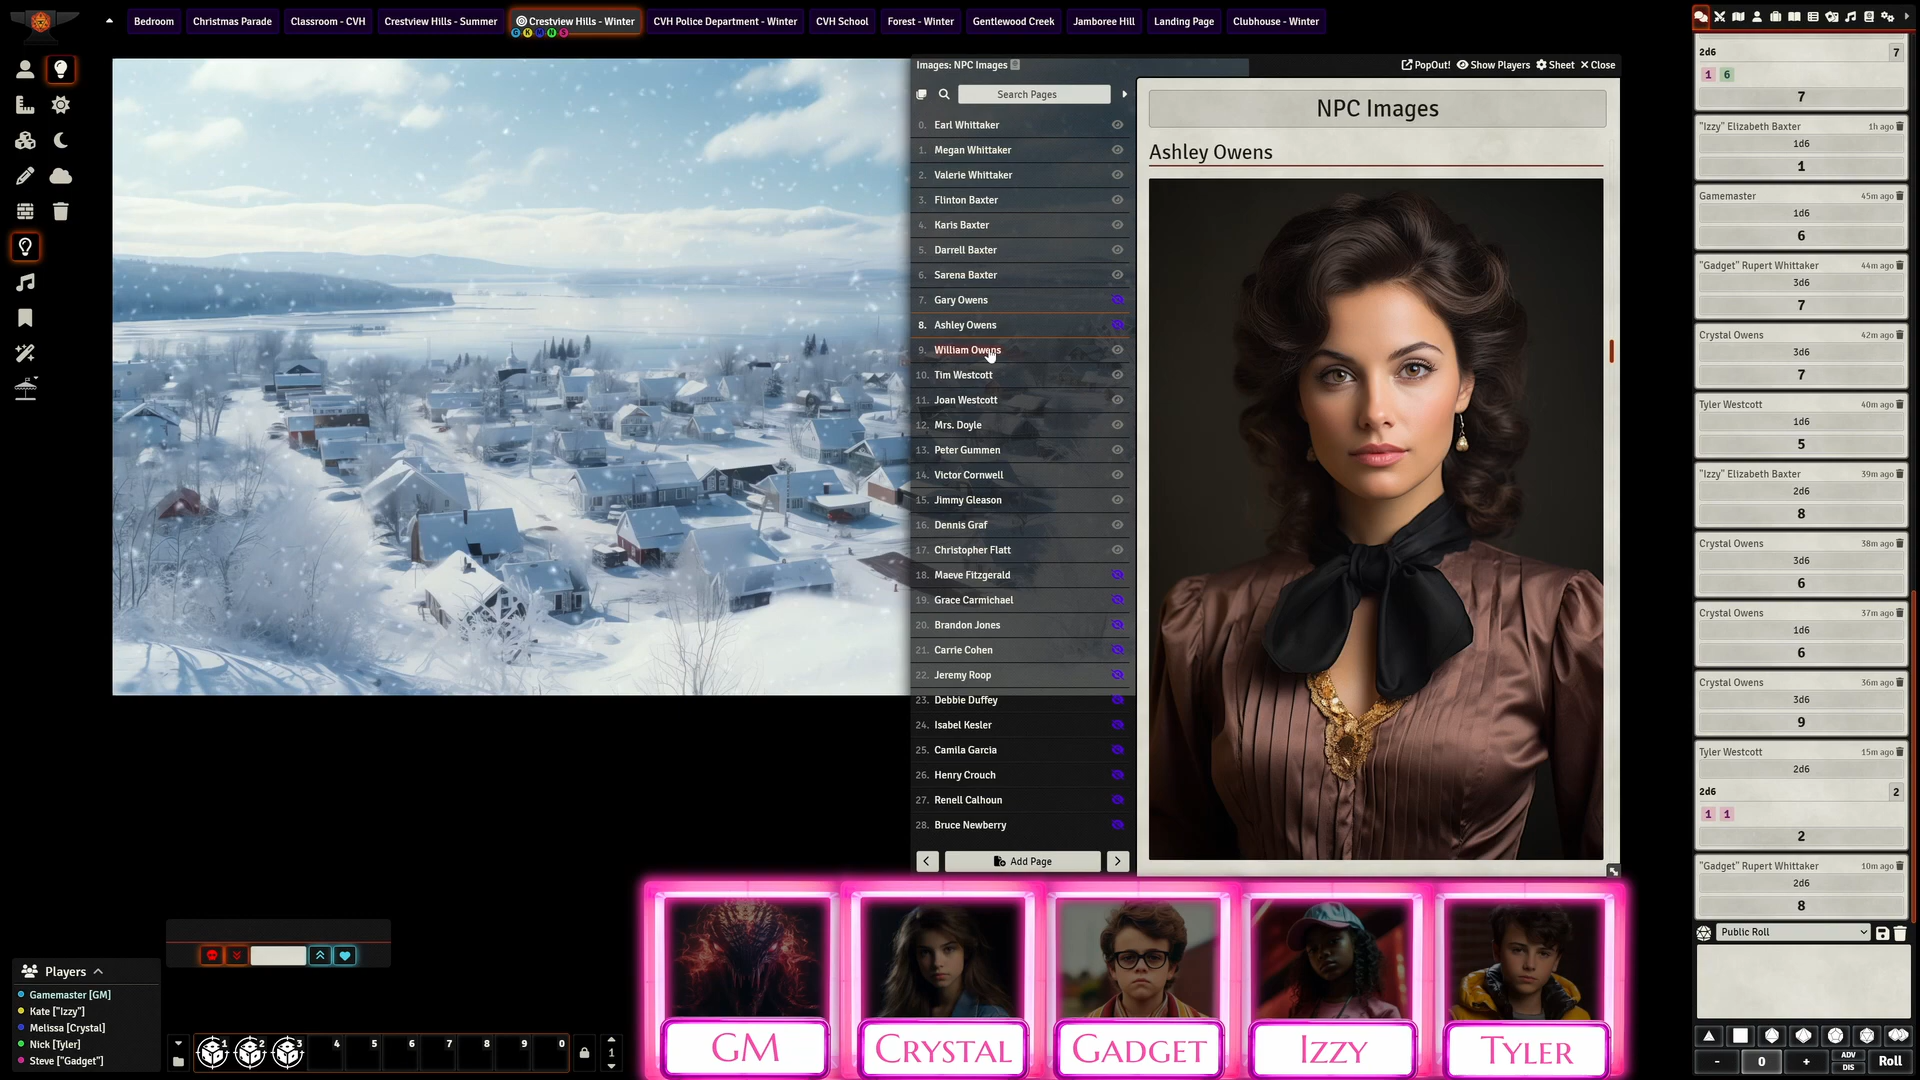 Bedroom
Christmas Parade
Classroom - CVH
Crestview Hills - Summer
Crestview Hills - Winter
CVH Police Department - Winter
CVH School
Forest - Winter
Gentlewood Creek
Jamboree Hill
Landing Page
Clubhouse - Winter
G K M N S
Images: NPC Images
PopOut!
Show Players
Sheet
Close
Search Pages
0. Earl Whittaker
1. Megan Whittaker
2. Valerie Whittaker
3. Flinton Baxter
4. Karis Baxter
5. Darrell Baxter
6. Sarena Baxter
7. Gary Owens
8. Ashley Owens
9. William Owens
10. Tim Westcott
11. Joan Westcott
12. Mrs. Doyle
13. Peter Gummen
14. Victor Cornwell
15. Jimmy Gleason
16. Dennis Graf
17. Christopher Flatt
18. Maeve Fitzgerald
19. Grace Carmichael
20. Brandon Jones
21. Carrie Cohen
22. Jeremy Roop
23. Debbie Duffey
24. Isabel Kesler
25. Camila Garcia
26. Henry Crouch
27. Renell Calhoun
28. Bruce Newberry
Add Page
NPC Images
Ashley Owens
2d6 7
1 6
7
"Izzy" Elizabeth Baxter 1h ago
1d6
1
Gamemaster 45m ago
1d6
6
"Gadget" Rupert Whittaker 44m ago
3d6
7
Crystal Owens 42m ago
3d6
7
Tyler Westcott 40m ago
1d6
5
"Izzy" Elizabeth Baxter 39m ago
2d6
8
Crystal Owens 38m ago
3d6
6
Crystal Owens 37m ago
1d6
6
Crystal Owens 36m ago
3d6
9
Tyler Westcott 15m ago
2d6
2d6 2
1 1
2
"Gadget" Rupert Whittaker 10m ago
2d6
8
Public Roll
- 0 + ADV DIS Roll
Players
Gamemaster [GM]
Kate ["Izzy"]
Melissa [Crystal]
Nick [Tyler]
Steve ["Gadget"]
1 2 3 4 5 6 7 8 9 0
1
GM
Crystal
Gadget
Izzy
Tyler